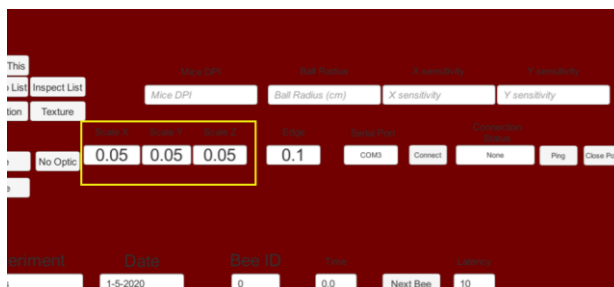 This
List Inspect List
Mice DPI Ball Radius X sensitivity Y sensitivity
Mice DPI Ball Radius (cm) X sensitivity Y sensitivity
tion Texture
Scale X Scale Y Scale Z Edge Serial Port Connection Status
No Optic 0.05 0.05 0.05 0.1 COM3 Connect None Ping Close Po
eriment Date Bee ID Time Latency
s 1-5-2020 0 0.0 Next Bee 10